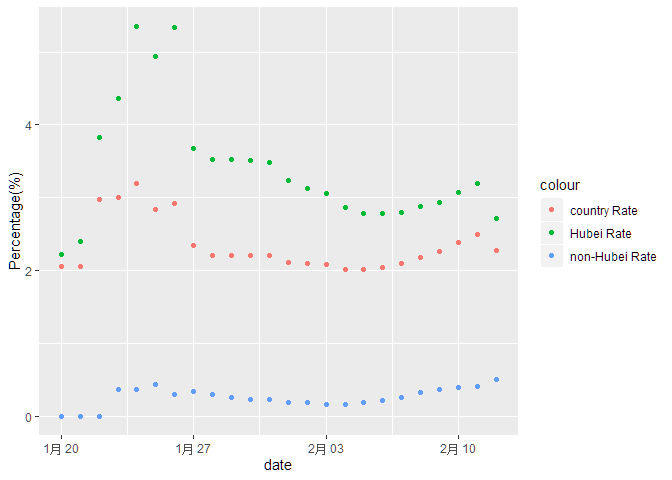 Percentage(%)
4
2
0
1月 20
1月 27
2月 03
2月 10
date
colour
country Rate
Hubei Rate
non-Hubei Rate